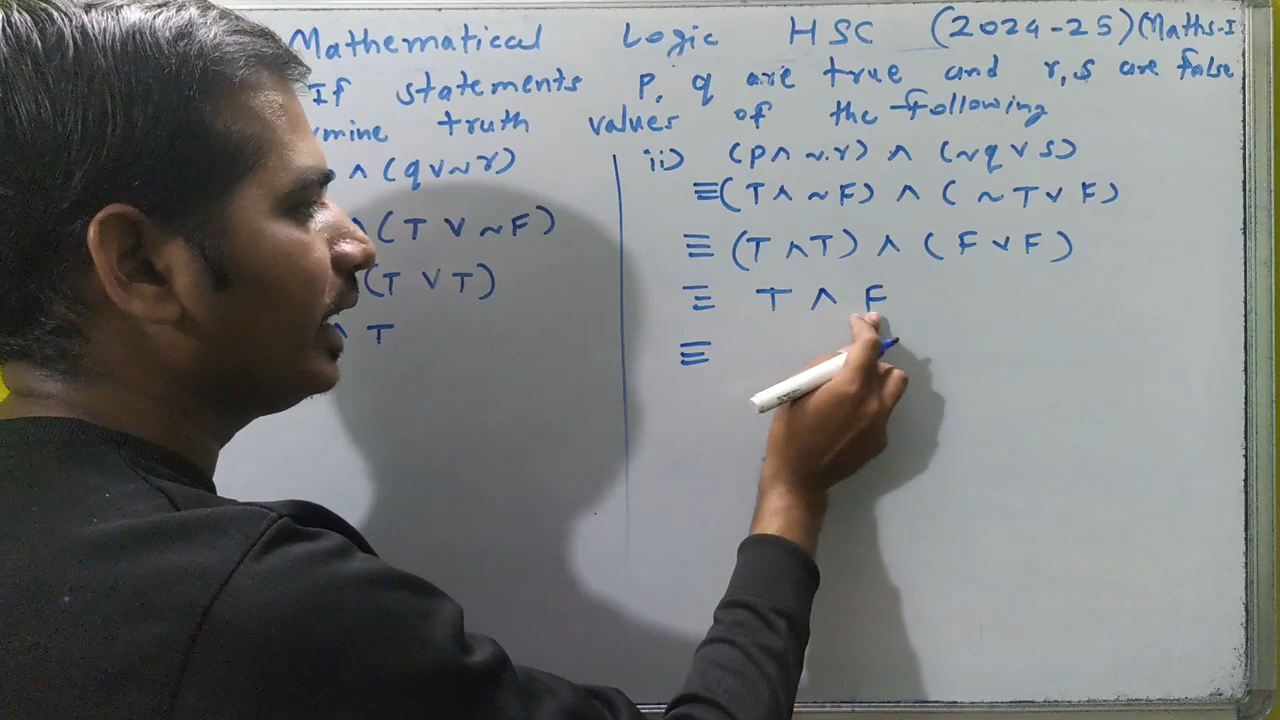 Mathematical Logic HSC (2024-25)(Maths-I
If statements p, q are true and r,s are false
mine truth values of the following
∧ (q∨~r)
∧(T ∨ ~F)
(T ∨ T)
∧ T
ii) (p∧~r) ∧ (~q∨s)
≡(T∧~F) ∧ (~T∨F)
≡ (T∧T) ∧ (F∨F)
≡ T ∧ F
≡